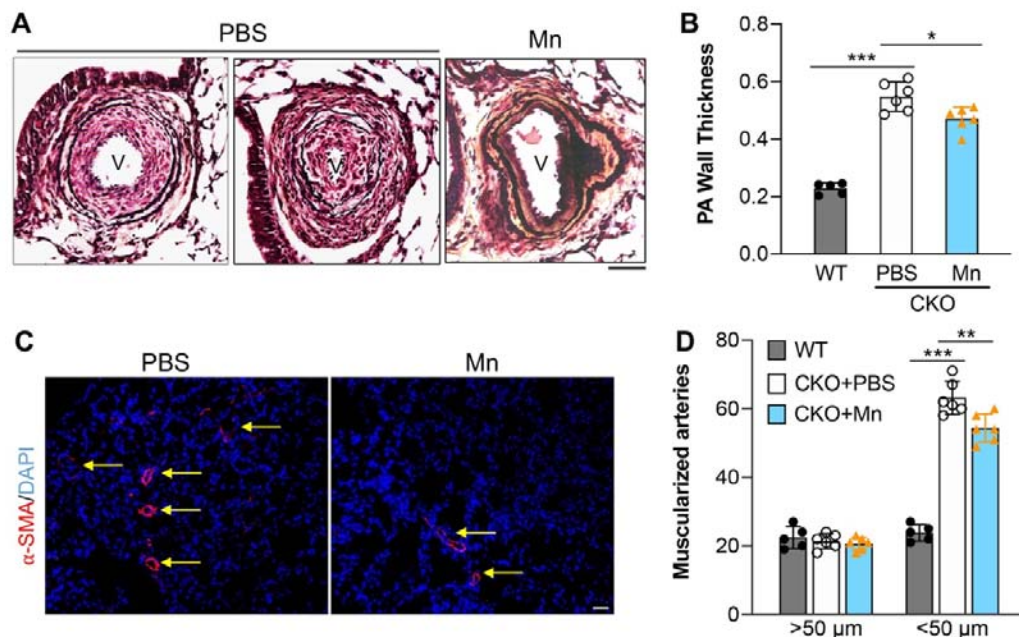 A
PBS
Mn
V
V
V
B
PA Wall Thickness
0.8
0.6
0.4
0.2
0.0
***
*
WT
PBS
Mn
CKO
C
PBS
Mn
α-SMA/DAPI
D
Muscularized arteries
80
60
40
20
0
WT
CKO+PBS
CKO+Mn
***
**
>50 μm
<50 μm